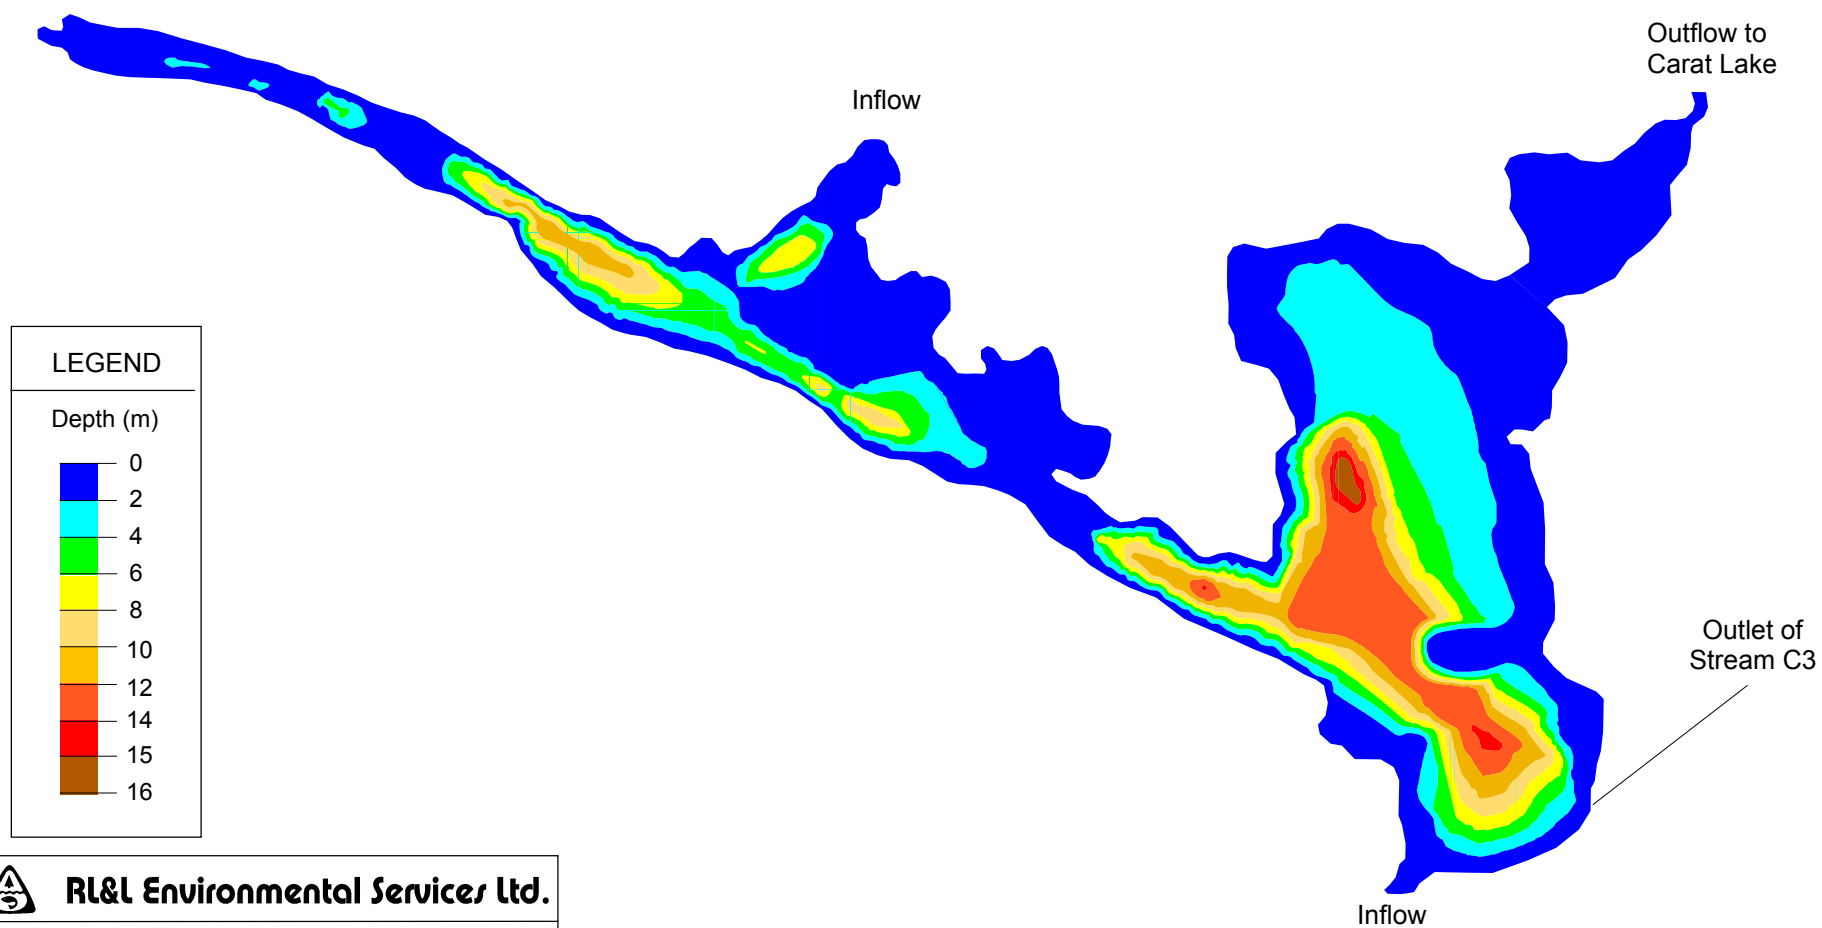 Outflow to
Carat Lake
Inflow
LEGEND
Depth (m)
0
2
4
6
8
10
12
14
15
16
Outlet of
Stream C3
RL&L Environmental Services Ltd.
Inflow